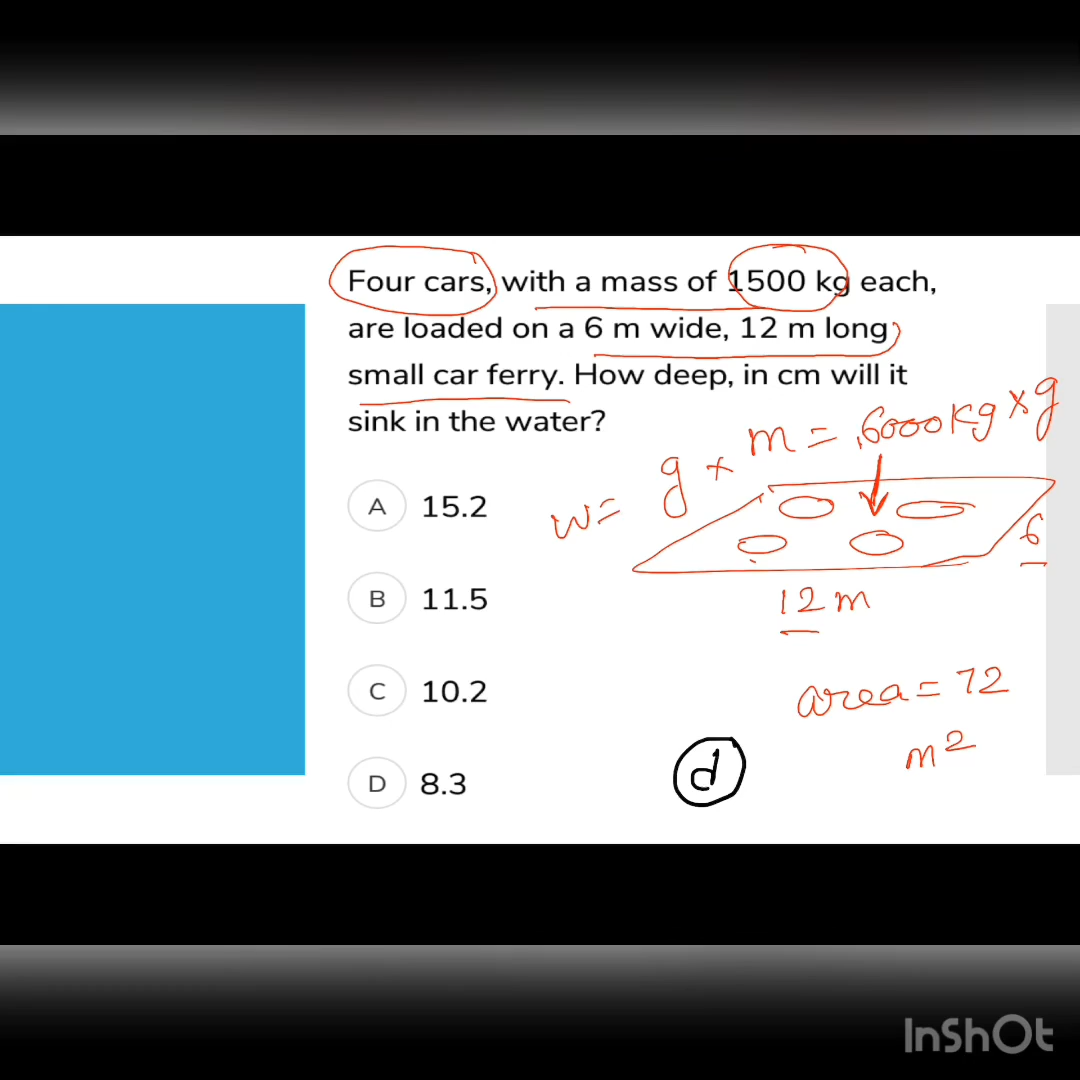 Four cars, with a mass of 1500 kg each,
are loaded on a 6 m wide, 12 m long
small car ferry. How deep, in cm will it
sink in the water?
w = g × m = 6000 kg × g
A 15.2
6
B 11.5
12 m
C 10.2
area = 72
m²
D 8.3
d
InShOt